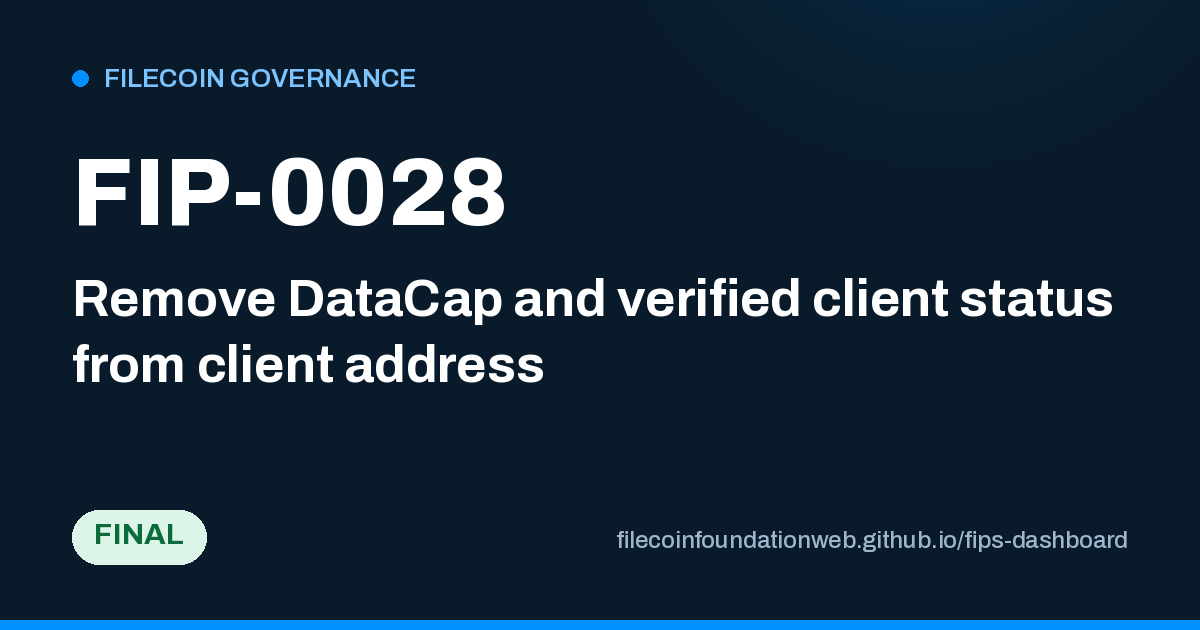 FILECOIN GOVERNANCE
FIP-0028
Remove DataCap and verified client status
from client address
FINAL
filecoinfoundationweb.github.io/fips-dashboard